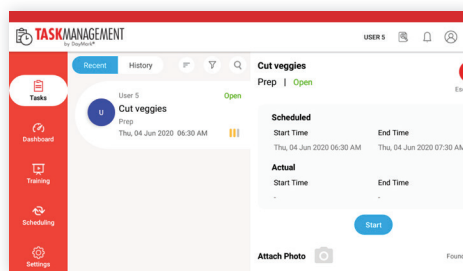 TASKMANAGEMENT
by DayMark®
USER 5
Tasks
Dashboard
Training
Scheduling
Settings
Recent
History
User 5
Open
U
Cut veggies
Prep
Thu, 04 Jun 2020 06:30 AM
Cut veggies
Prep | Open
Scheduled
Start Time
End Time
Thu, 04 Jun 2020 06:30 AM
Thu, 04 Jun 2020 07:30 AM
Actual
Start Time
End Time
-
-
Start
Attach Photo